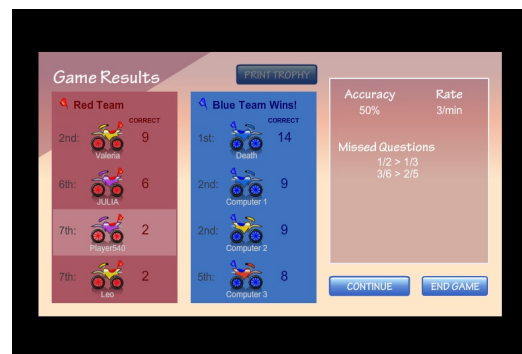 Game Results
PRINT TROPHY
Red Team
CORRECT
2nd: 9
Valeria
6th: 6
JULIA
7th: 2
Player540
7th: 2
Leo
Blue Team Wins!
CORRECT
1st: 14
Death
2nd: 9
Computer 1
2nd: 9
Computer 2
5th: 8
Computer 3
Accuracy Rate
50% 3/min
Missed Questions
1/2 > 1/3
3/6 > 2/5
CONTINUE END GAME